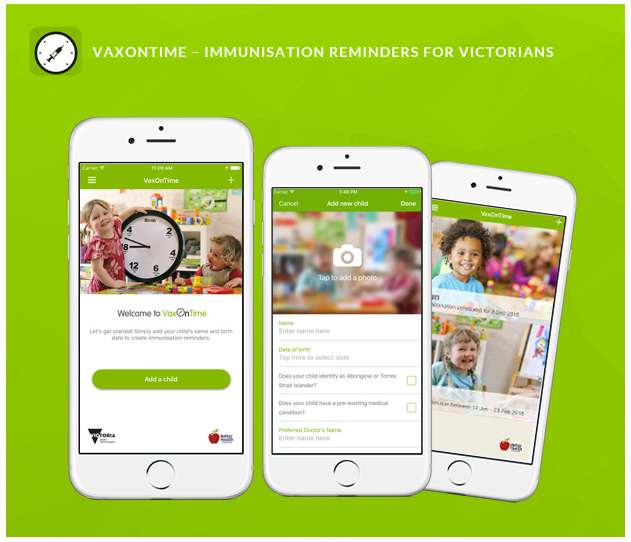 VAXONTIME – IMMUNISATION REMINDERS FOR VICTORIANS
Carrier
11:09 AM
VaxOnTime
Birth
Welcome to VaxOnTime
Let's get started! Simply add your child's name and birth
date to create immunisation reminders.
Add a child
VICTORIA
Better
Health
Carrier
3:48 PM
Cancel
Add new child
Done
Tap to add a photo
Name
Enter name here
Date of birth
Tap here to select date
Does your child identify as Aboriginal or Torres
Strait Islander?
Does your child have a pre-existing medical
condition?
Preferred Doctor's Name
Enter name here
VaxOnTime
for 8 Dec 2016
due between 12 Jan - 23 Feb 2016
Better
Health